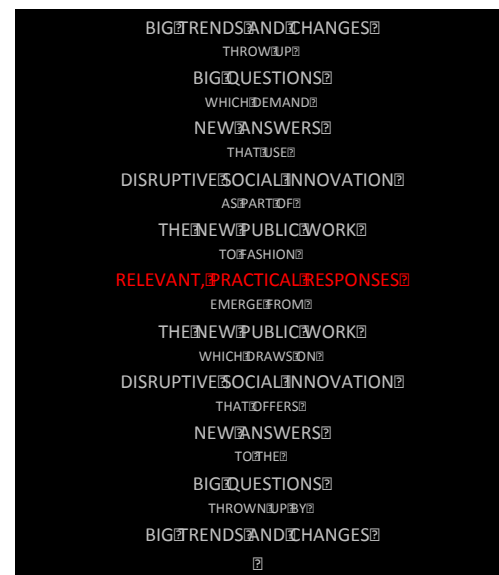 BIG TRENDS AND CHANGES
THROW UP
BIG QUESTIONS
WHICH DEMAND
NEW ANSWERS
THAT USE
DISRUPTIVE SOCIAL INNOVATION
AS PART OF
THE NEW PUBLIC WORK
TO FASHION
RELEVANT, PRACTICAL RESPONSES
EMERGE FROM
THE NEW PUBLIC WORK
WHICH DRAWS ON
DISRUPTIVE SOCIAL INNOVATION
THAT OFFERS
NEW ANSWERS
TO THE
BIG QUESTIONS
THROWN UP BY
BIG TRENDS AND CHANGES